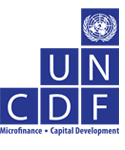 UN
CDF
Microfinance • Capital Development